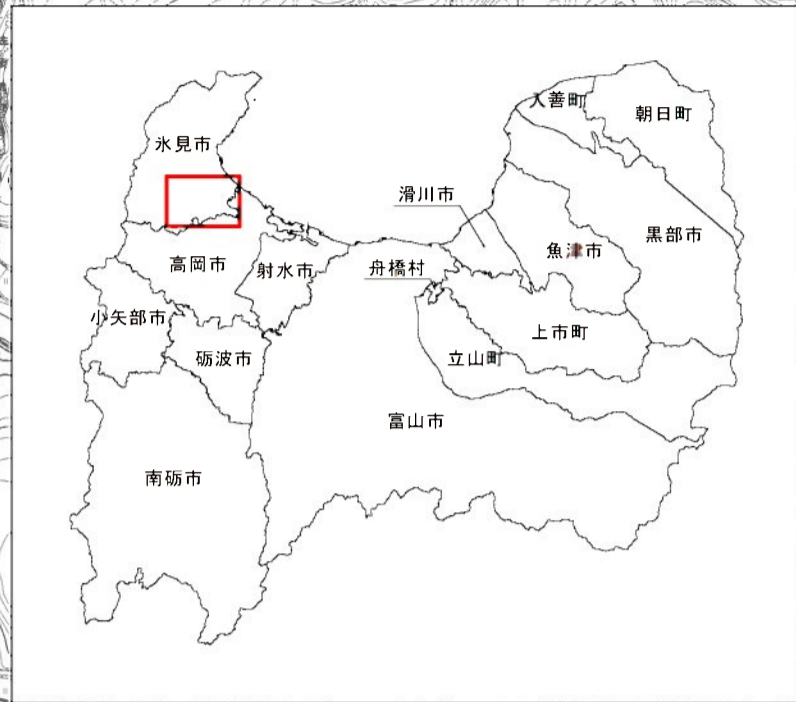 入善町
朝日町
氷見市
滑川市
黒部市
魚津市
高岡市
射水市
舟橋村
小矢部市
上市町
砺波市
立山町
富山市
南砺市